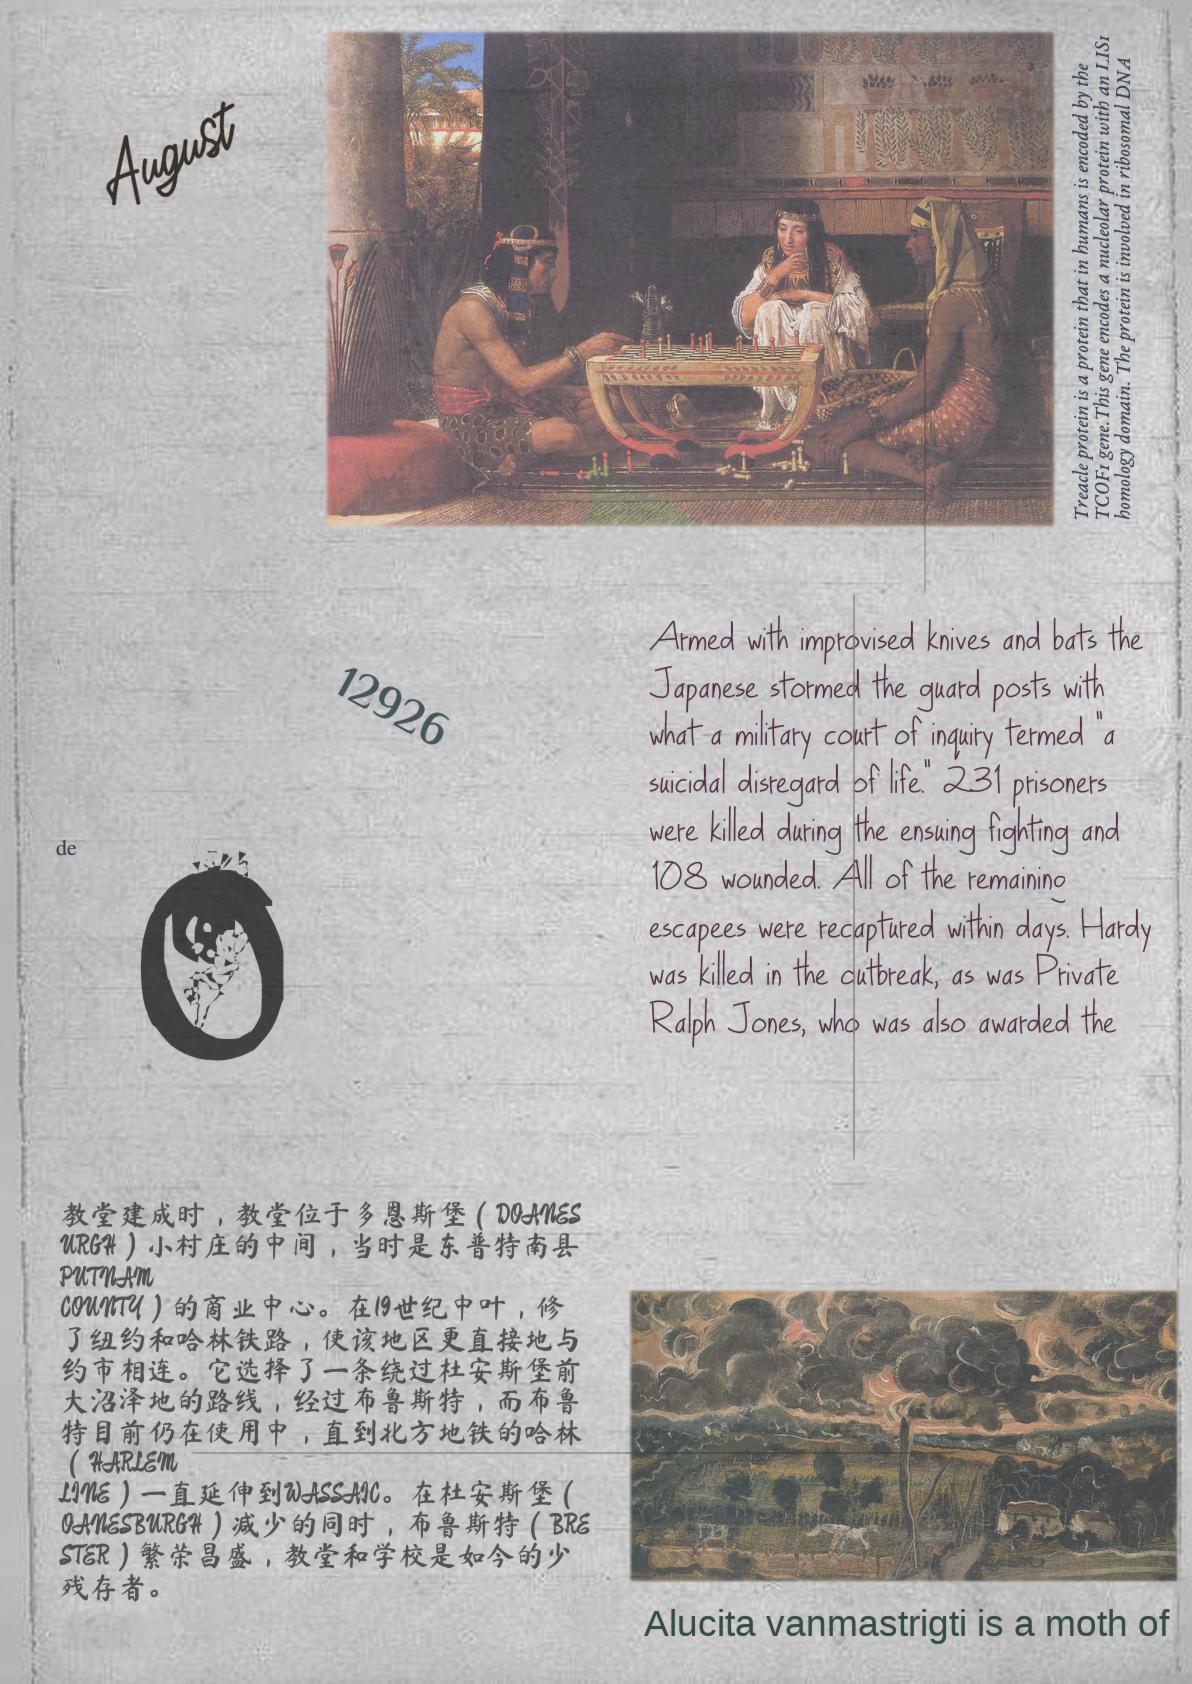 August
Treacle protein is a protein that in humans is encoded by the
TCOF1 gene.This gene encodes a nucleolar protein with an LIS1
homology domain. The protein is involved in ribosomal DNA
12926
Armed with improvised knives and bats the
Japanese stormed the guard posts with
what a military court of inquiry termed "a
suicidal disregard of life." 231 prisoners
were killed during the ensuing fighting and
108 wounded. All of the remaining
escapees were recaptured within days. Hardy
was killed in the outbreak, as was Private
Ralph Jones, who was also awarded the
de
教堂建成时，教堂位于多恩斯堡（DOANES
URGH）小村庄的中间，当时是东普特南县
PUTNAM
COUNTY）的商业中心。在19世纪中叶，修
了纽约和哈林铁路，使该地区更直接地与
约市相连。它选择了一条绕过杜安斯堡前
大沼泽地的路线，经过布鲁斯特，而布鲁
特目前仍在使用中，直到北方地铁的哈林
（HARLEM
LINE）一直延伸到WASSAIC。在杜安斯堡（
OANESBURGH）减少的同时，布鲁斯特（BRE
STER）繁荣昌盛，教堂和学校是如今的少
残存者。
Alucita vanmastrigti is a moth of